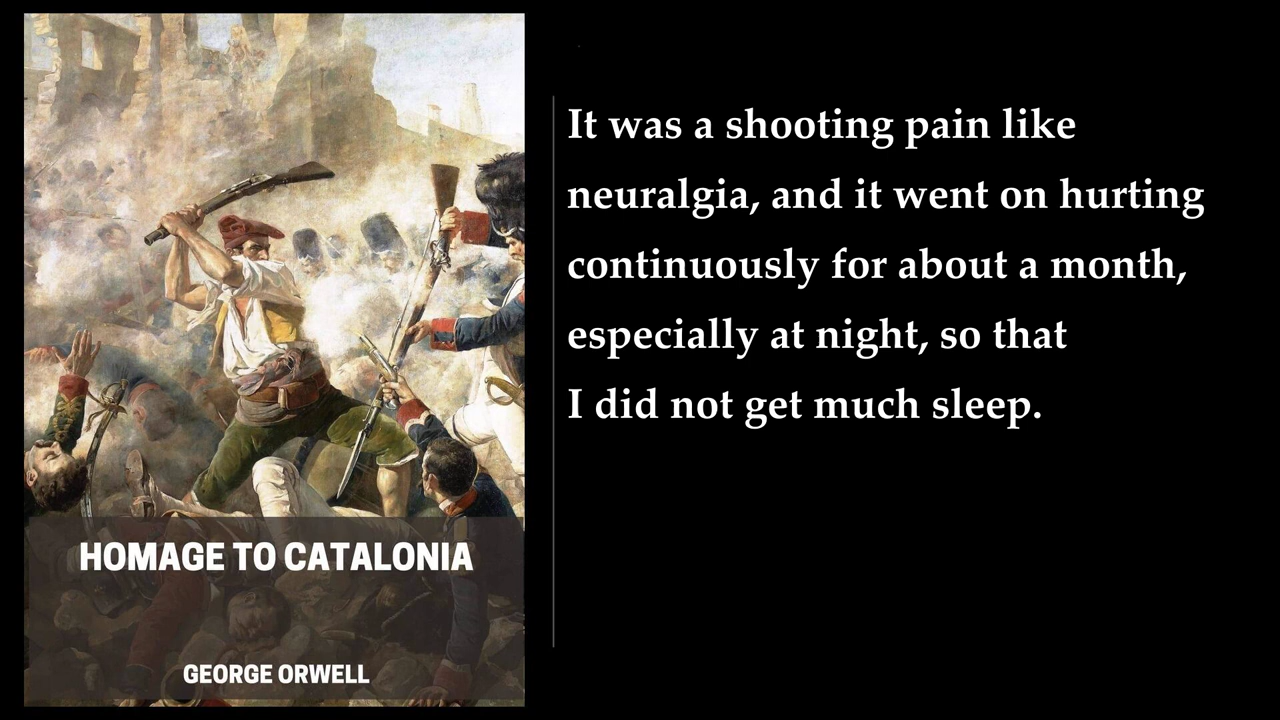 HOMAGE TO CATALONIA
GEORGE ORWELL
It was a shooting pain like
neuralgia, and it went on hurting
continuously for about a month,
especially at night, so that
I did not get much sleep.